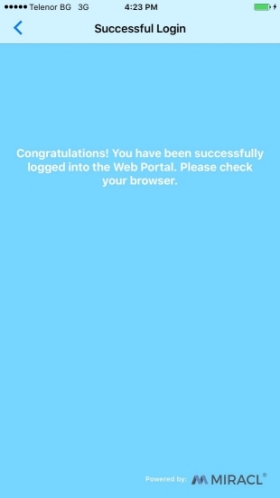 Telenor BG 3G 4:23 PM
Successful Login
Congratulations! You have been successfully
logged into the Web Portal. Please check
your browser.
Powered by: MIRACL®